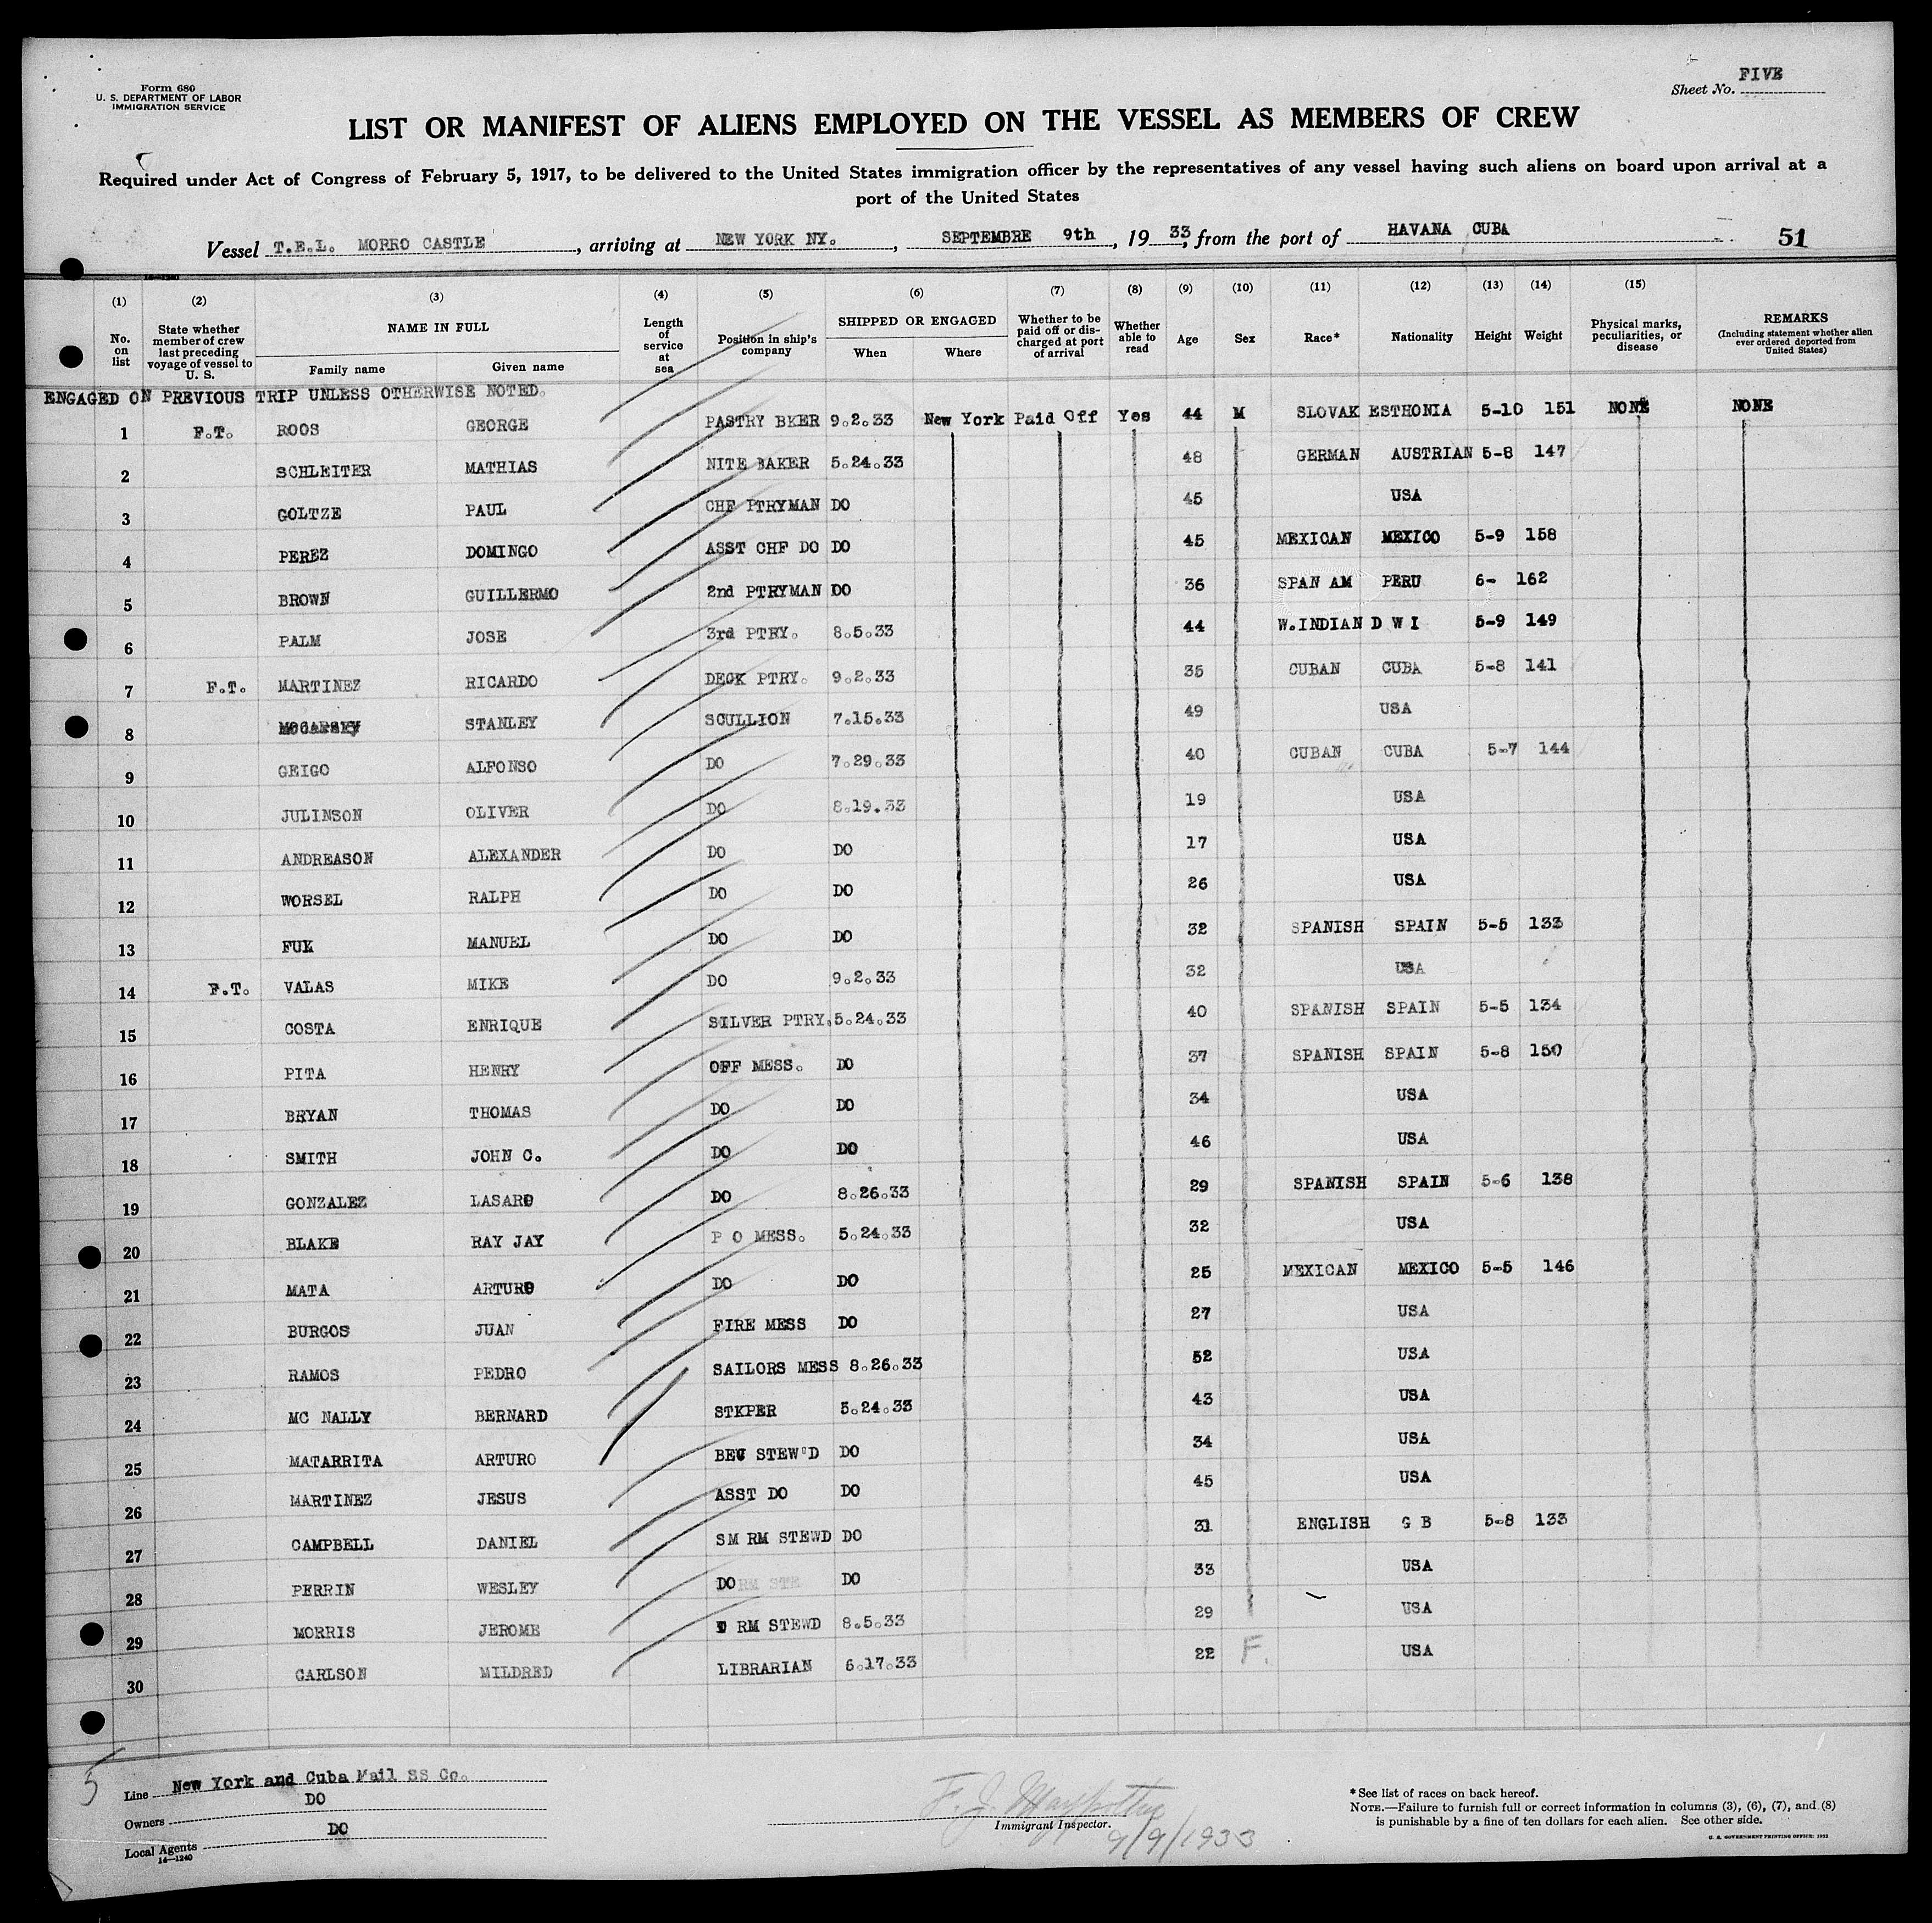 Form 680
U. S. DEPARTMENT OF LABOR
IMMIGRATION SERVICE
Sheet No. FIVE
LIST OR MANIFEST OF ALIENS EMPLOYED ON THE VESSEL AS MEMBERS OF CREW
Required under Act of Congress of February 5, 1917, to be delivered to the United States immigration officer by the representatives of any vessel having such aliens on board upon arrival at a
port of the United States
Vessel T.E.L. MORRO CASTLE, arriving at NEW YORK NY., SEPTEMBRE 9th, 19 33, from the port of HAVANA CUBA 51
(1) No. on list
(2) State whether member of crew last preceding voyage of vessel to U. S.
(3) NAME IN FULL Family name Given name
(4) Length of service at sea
(5) Position in ship's company
(6) SHIPPED OR ENGAGED When Where
(7) Whether to be paid off or discharged at port of arrival
(8) Whether able to read
(9) Age
(10) Sex
(11) Race*
(12) Nationality
(13) Height
(14) Weight
(15) Physical marks, peculiarities, or disease
REMARKS (Including statement whether alien ever ordered deported from United States)
ENGAGED ON PREVIOUS TRIP UNLESS OTHERWISE NOTED.
1 F.T. ROOS GEORGE PASTRY BKER 9.2.33 New York Paid Off Yes 44 M SLOVAK ESTHONIA 5-10 151 NONE NONE
2 SCHLEITER MATHIAS NITE BAKER 5.24.33 48 GERMAN AUSTRIAN 5-8 147
3 GOLTZE PAUL CHF PTRYMAN DO 45 USA
4 PEREZ DOMINGO ASST CHF DO DO 45 MEXICAN MEXICO 5-9 158
5 BROWN GUILLERMO 2nd PTRYMAN DO 36 SPAN AM PERU 6- 162
6 PALM JOSE 3rd PTRY. 8.5.33 44 W.INDIAN D W I 5-9 149
7 F.T. MARTINEZ RICARDO DECK PTRY. 9.2.33 35 CUBAN CUBA 5-8 141
8 STANLEY SCULLION 7.15.33 49 USA
9 GEIGO ALFONSO DO 7.29.33 40 CUBAN CUBA 5-7 144
10 JULINSON OLIVER DO 8.19.33 19 USA
11 ANDREASON ALEXANDER DO DO 17 USA
12 WORSEL RALPH DO DO 26 USA
13 FUK MANUEL DO DO 32 SPANISH SPAIN 5-5 133
14 F.T. VALAS MIKE DO 9.2.33 32 USA
15 COSTA ENRIQUE SILVER PTRY. 5.24.33 40 SPANISH SPAIN 5-5 134
16 PITA HENRY OFF MESS. DO 37 SPANISH SPAIN 5-8 150
17 BRYAN THOMAS DO DO 34 USA
18 SMITH JOHN C. DO DO 46 USA
19 GONZALEZ LASARO DO 8.26.33 29 SPANISH SPAIN 5-6 138
20 BLAKE RAY JAY P O MESS. 5.24.33 32 USA
21 MATA ARTURO DO DO 25 MEXICAN MEXICO 5-5 146
22 BURGOS JUAN FIRE MESS DO 27 USA
23 RAMOS PEDRO SAILORS MESS 8.26.33 52 USA
24 MC NALLY BERNARD STKPER 5.24.33 43 USA
25 MATARRITA ARTURO BEV STEW'D DO 34 USA
26 MARTINEZ JESUS ASST DO DO 45 USA
27 CAMPBELL DANIEL SM RM STEWD DO 31 ENGLISH G B 5-8 133
28 PERRIN WESLEY DO DO 33 USA
29 MORRIS JEROME RM STEWD 8.5.33 29 USA
30 CARLSON MILDRED LIBRARIAN 6.17.33 22 F. USA
5
Line New York and Cuba Mail SS Co.
Owners DO
Local Agents DO
16—1240
F. J.
Immigrant Inspector.
9/9/1933
* See list of races on back hereof.
NOTE.—Failure to furnish full or correct information in columns (3), (6), (7), and (8)
is punishable by a fine of ten dollars for each alien. See other side.
U. S. GOVERNMENT PRINTING OFFICE: 1932